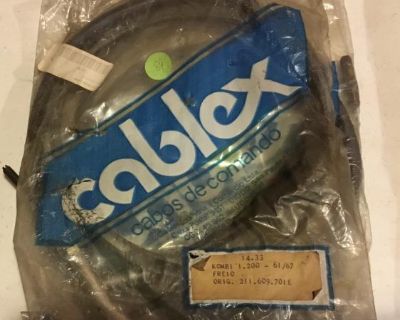 cablex
cabos de comando
14.33
KOMBI 1.200 - 61/67
FREIO
ORIG. 211.609.701E